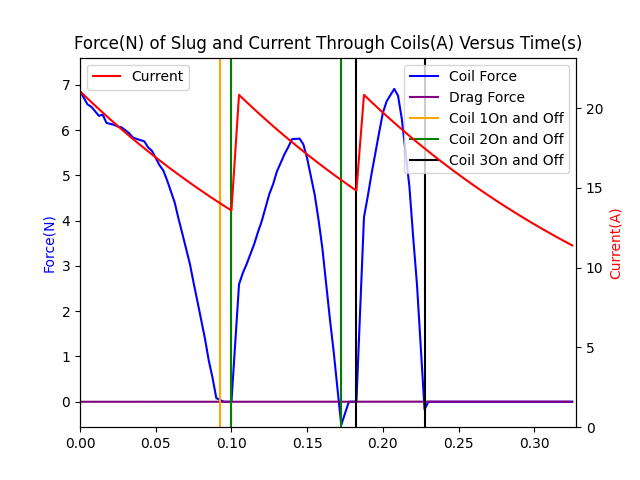 Force(N) of Slug and Current Through Coils(A) Versus Time(s)
Current
Coil Force
Drag Force
Coil 1On and Off
Coil 2On and Off
Coil 3On and Off
Force(N)
7
6
5
4
3
2
1
0
Current(A)
20
15
10
5
0
0.00 0.05 0.10 0.15 0.20 0.25 0.30